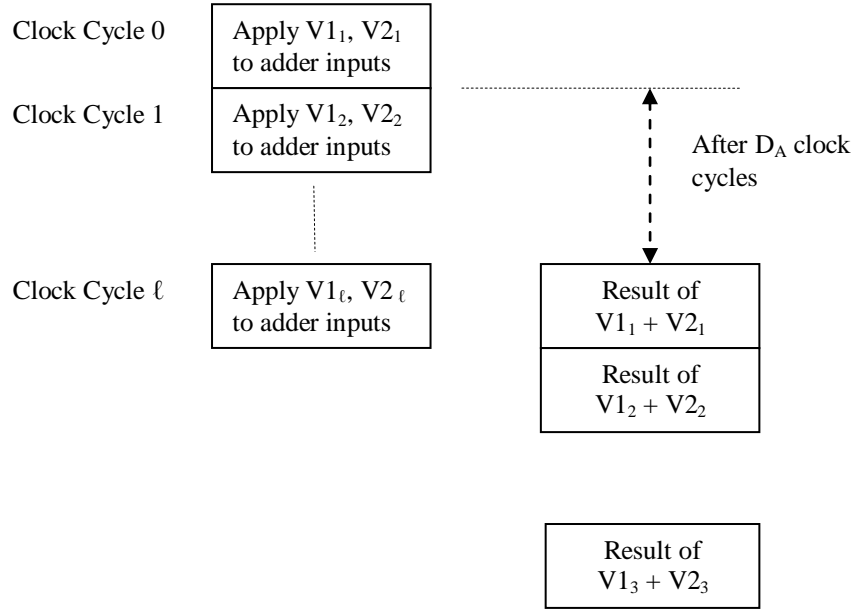 Clock Cycle 0
Apply V1₁, V2₁
to adder inputs
Clock Cycle 1
Apply V1₂, V2₂
to adder inputs
After D_A clock
cycles
Clock Cycle ℓ
Apply V1_ℓ, V2 _ℓ
to adder inputs
Result of
V1₁ + V2₁
Result of
V1₂ + V2₂
Result of
V1₃ + V2₃